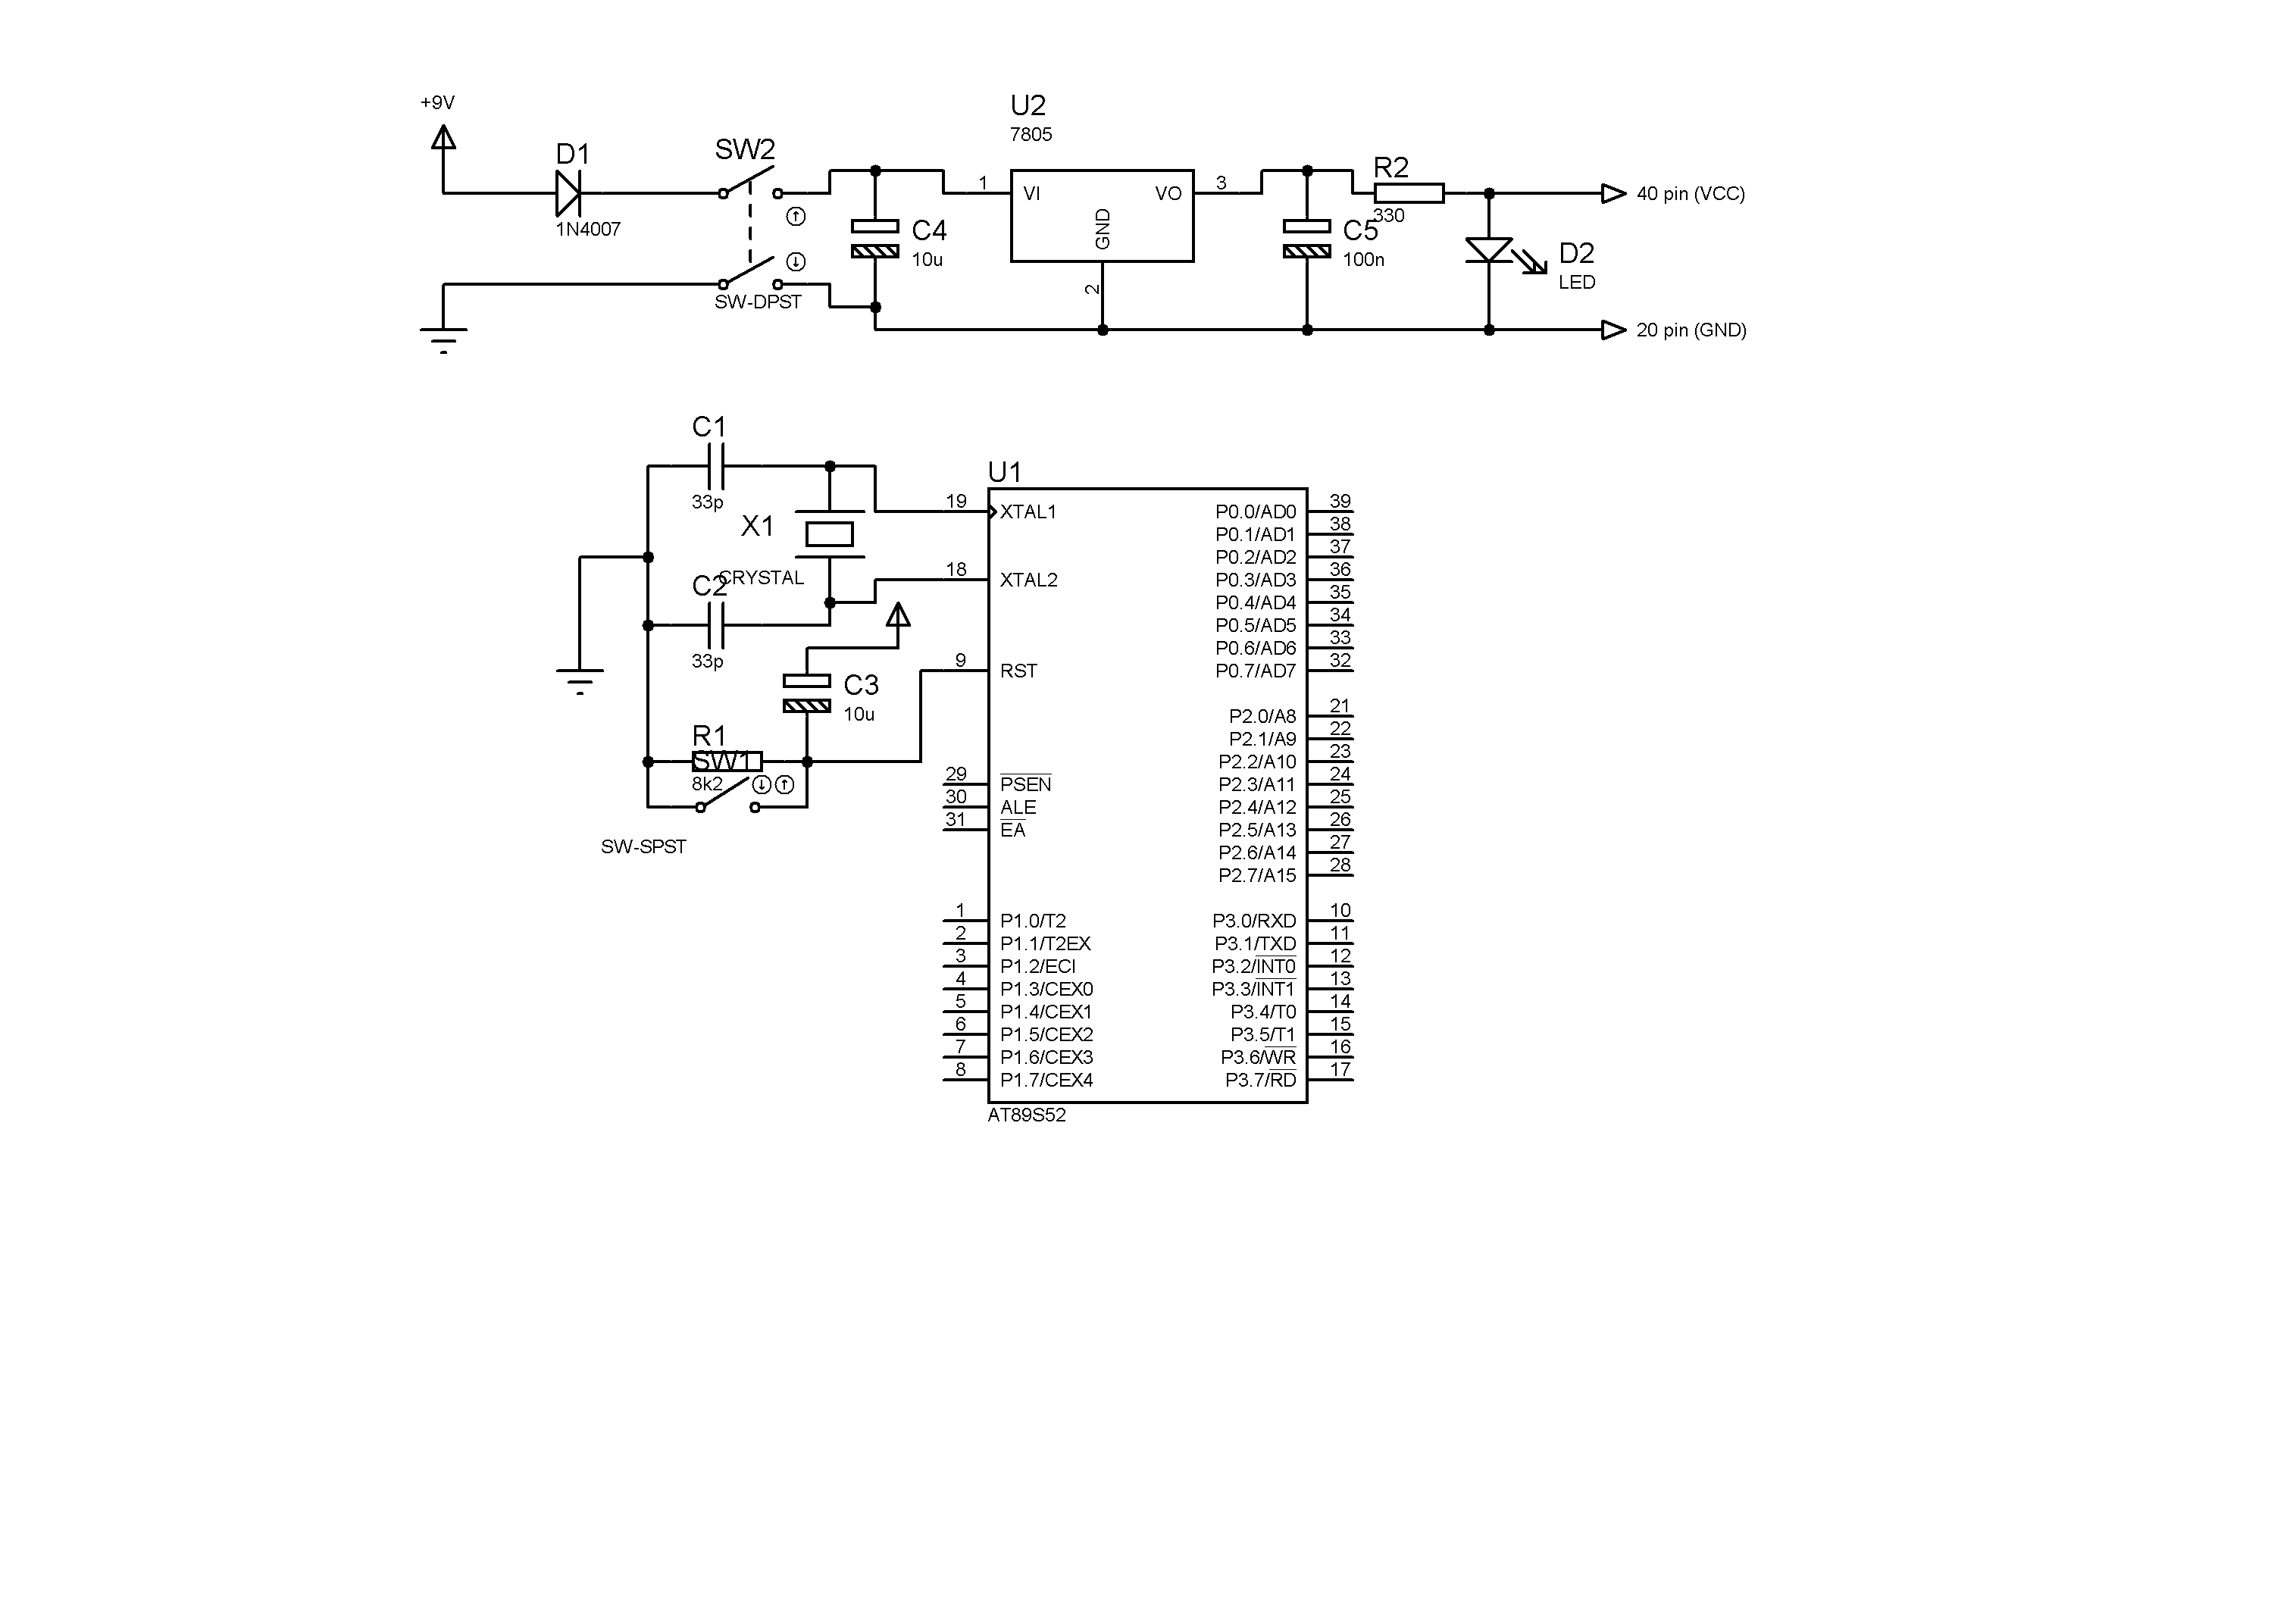 +9V
D1
1N4007
SW2
SW-DPST
C4
10u
U2
7805
1
VI
VO
3
GND
2
C5
100n
R2
330
D2
LED
40 pin (VCC)
20 pin (GND)
C1
33p
X1
CRYSTAL
C2
33p
C3
10u
R1
8k2
SW1
SW-SPST
U1
19
XTAL1
18
XTAL2
9
RST
29
PSEN
30
ALE
31
EA
1
P1.0/T2
2
P1.1/T2EX
3
P1.2/ECI
4
P1.3/CEX0
5
P1.4/CEX1
6
P1.5/CEX2
7
P1.6/CEX3
8
P1.7/CEX4
P0.0/AD0
39
P0.1/AD1
38
P0.2/AD2
37
P0.3/AD3
36
P0.4/AD4
35
P0.5/AD5
34
P0.6/AD6
33
P0.7/AD7
32
P2.0/A8
21
P2.1/A9
22
P2.2/A10
23
P2.3/A11
24
P2.4/A12
25
P2.5/A13
26
P2.6/A14
27
P2.7/A15
28
P3.0/RXD
10
P3.1/TXD
11
P3.2/INT0
12
P3.3/INT1
13
P3.4/T0
14
P3.5/T1
15
P3.6/WR
16
P3.7/RD
17
AT89S52